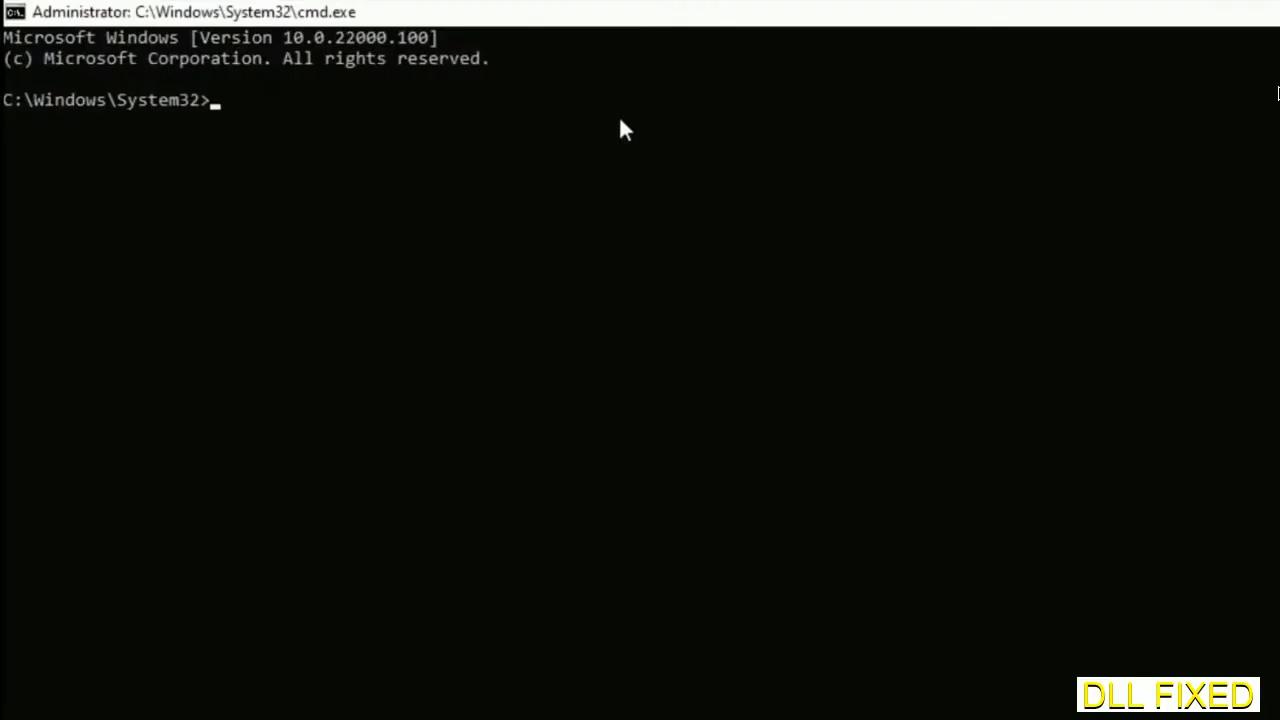 Administrator: C:\Windows\System32\cmd.exe
Microsoft Windows [Version 10.0.22000.100]
(c) Microsoft Corporation. All rights reserved.
C:\Windows\System32>
DLL FIXED